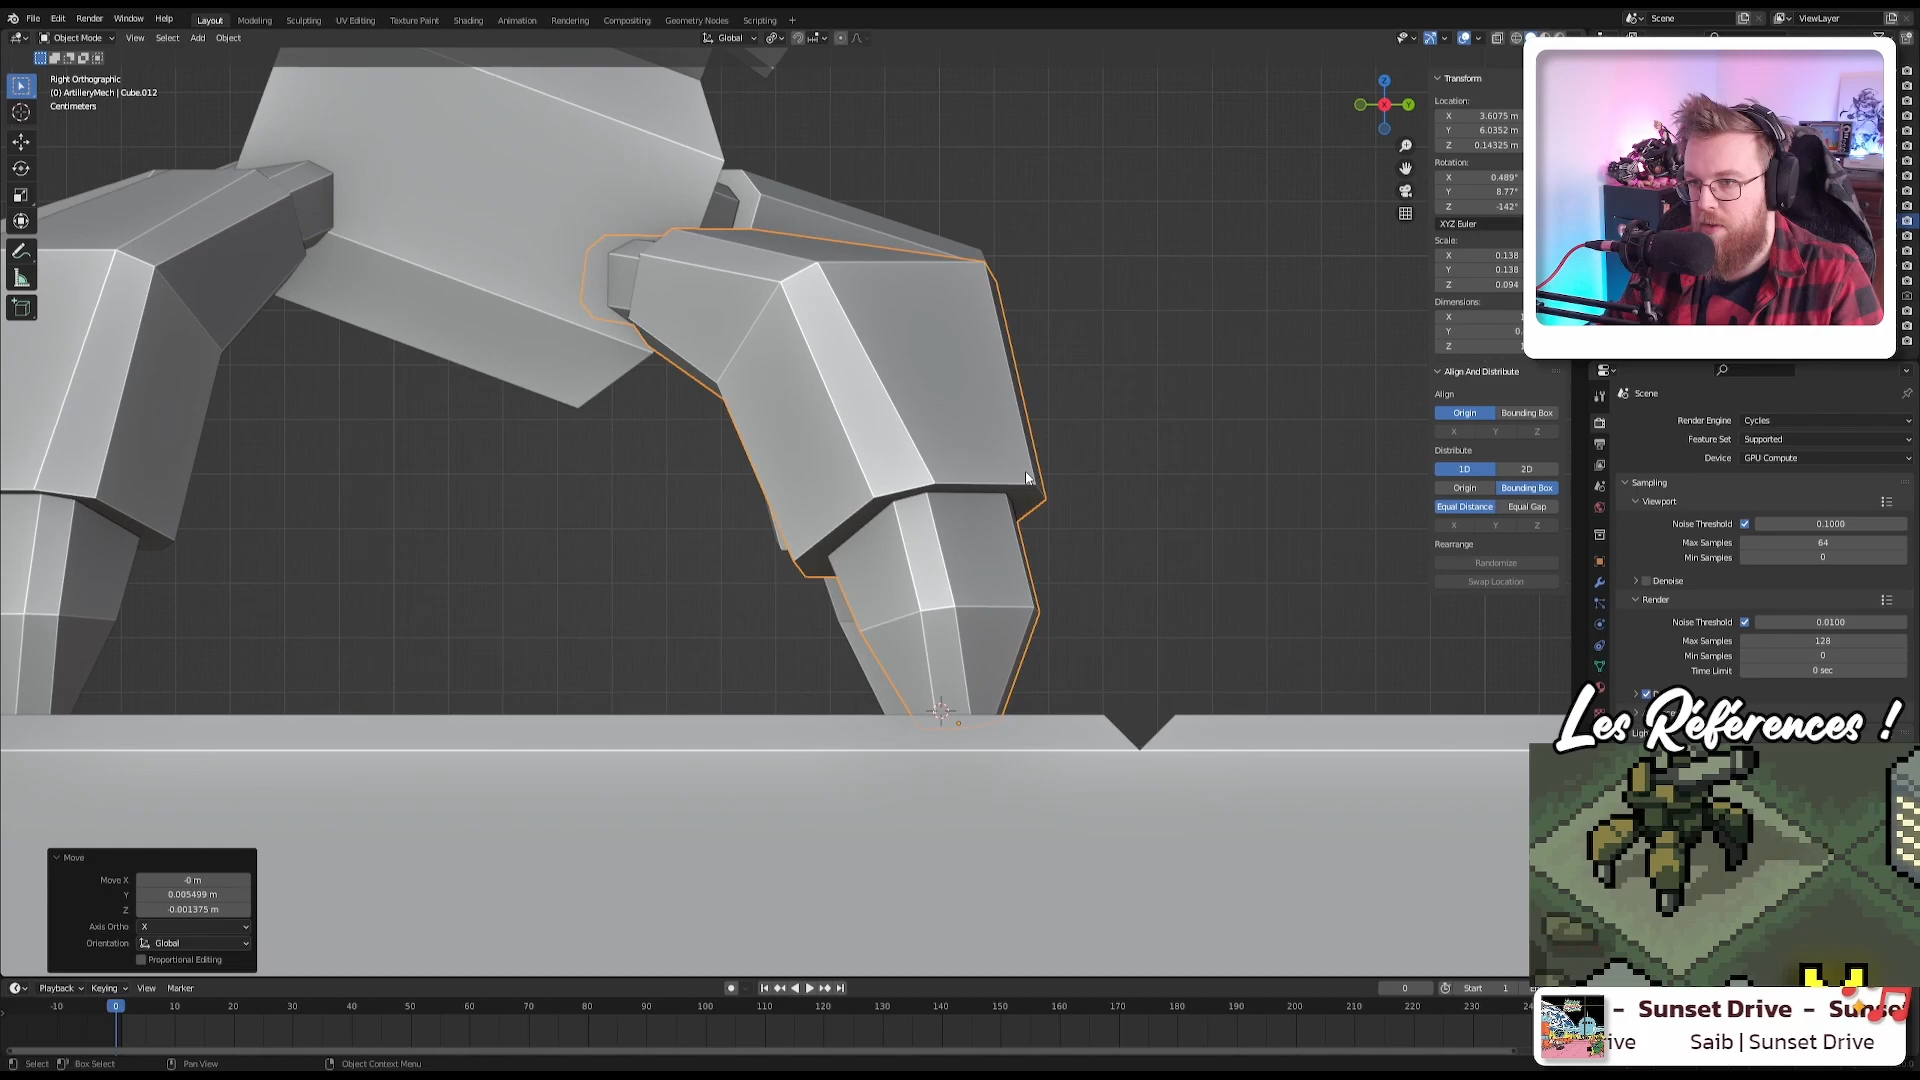 File Edit Render Window Help Layout Modeling Sculpting UV Editing Texture Paint Shading Animation Rendering Compositing Geometry Nodes Scripting + Scene ViewLayer
Object Mode View Select Add Object Global
Right Orthographic
(0) ArtilleryMech | Cube.012
Centimeters
Transform
Location:
X 3.6075 m
Y 6.0352 m
Z 0.14325 m
Rotation:
X 0.489°
Y 8.77°
Z -142°
XYZ Euler
Scale:
X 0.138
Y 0.138
Z 0.094
Dimensions:
X
Y
Z
Align And Distribute
Align
Origin Bounding Box
X Y Z
Distribute
1D 2D
Origin Bounding Box
Equal Distance Equal Gap
X Y Z
Rearrange
Randomize
Swap Location
Scene
Render Engine Cycles
Feature Set Supported
Device GPU Compute
Sampling
Viewport
Noise Threshold 0.1000
Max Samples 64
Min Samples 0
Denoise
Render
Noise Threshold 0.0100
Max Samples 128
Min Samples 0
Time Limit 0 sec
Les Références !
Move
Move X -0 m
Y 0.005499 m
Z -0.001375 m
Axis Ortho X
Orientation Global
Proportional Editing
Playback Keying View Marker 0 Start 1
-10 0 10 20 30 40 50 60 70 80 90 100 110 120 130 140 150 160 170 180 190 200 210 220 230
- Sunset Drive -
Saib | Sunset Drive
Select Box Select Pan View Object Context Menu